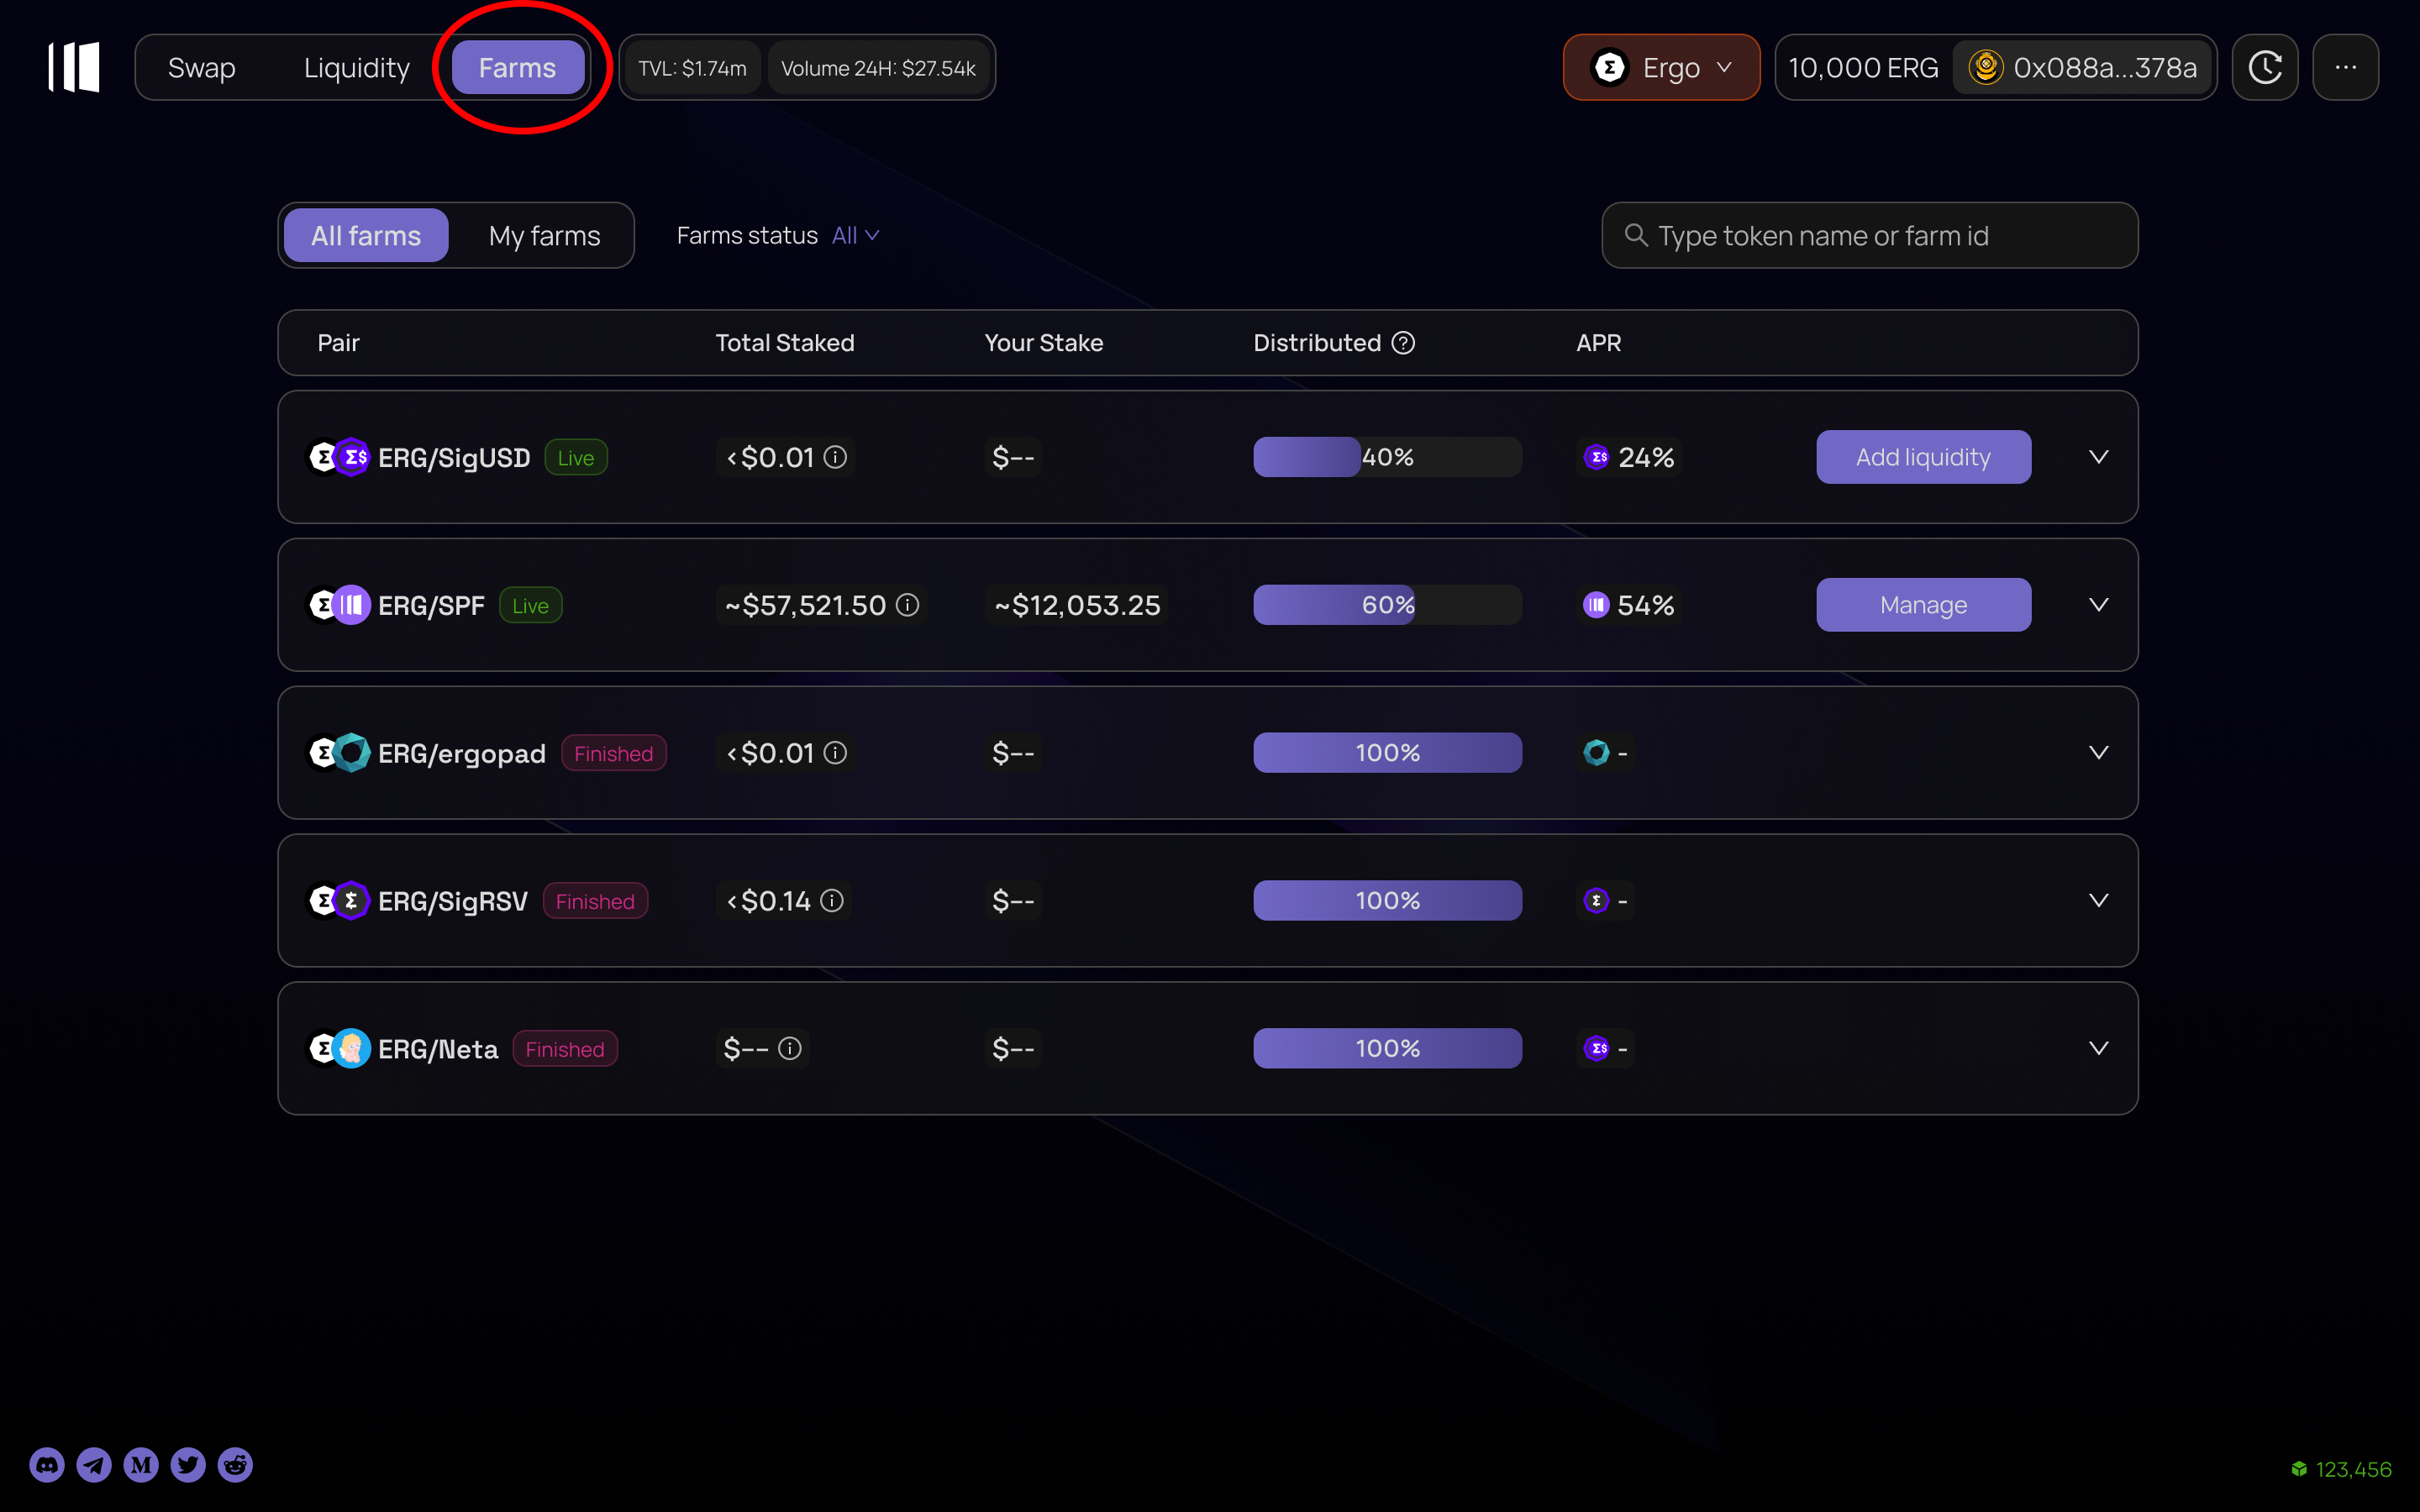 Swap Liquidity Farms TVL: $1.74m Volume 24H: $27.54k Ergo 10,000 ERG 0x088a...378a ...
All farms My farms Farms status All Type token name or farm id
Pair Total Staked Your Stake Distributed APR
ERG/SigUSD Live <$0.01 $-- 40% 24% Add liquidity
ERG/SPF Live ~$57,521.50 ~$12,053.25 60% 54% Manage
ERG/ergopad Finished <$0.01 $-- 100% -
ERG/SigRSV Finished <$0.14 $-- 100% -
ERG/Neta Finished $-- $-- 100% -
123,456